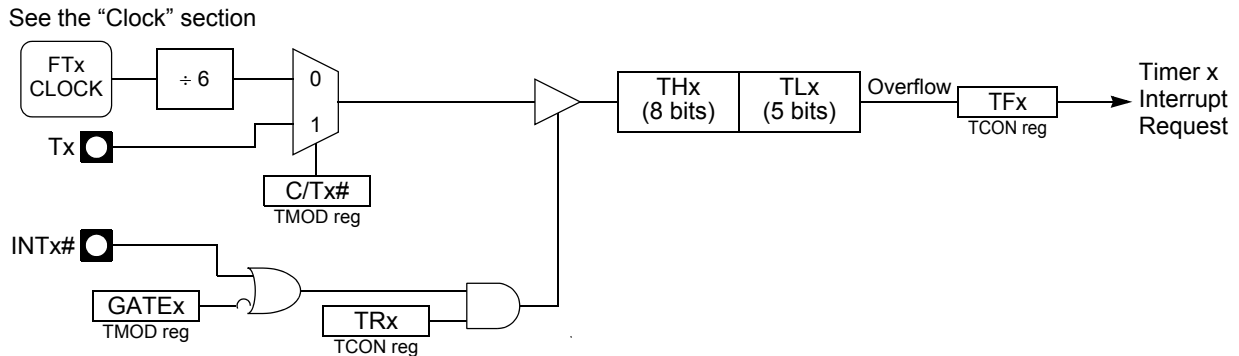 See the “Clock” section
FTx
CLOCK
÷ 6
0
1
Tx
C/Tx#
TMOD reg
THx
(8 bits)
TLx
(5 bits)
Overflow
TFx
TCON reg
Timer x
Interrupt
Request
INTx#
GATEx
TMOD reg
TRx
TCON reg